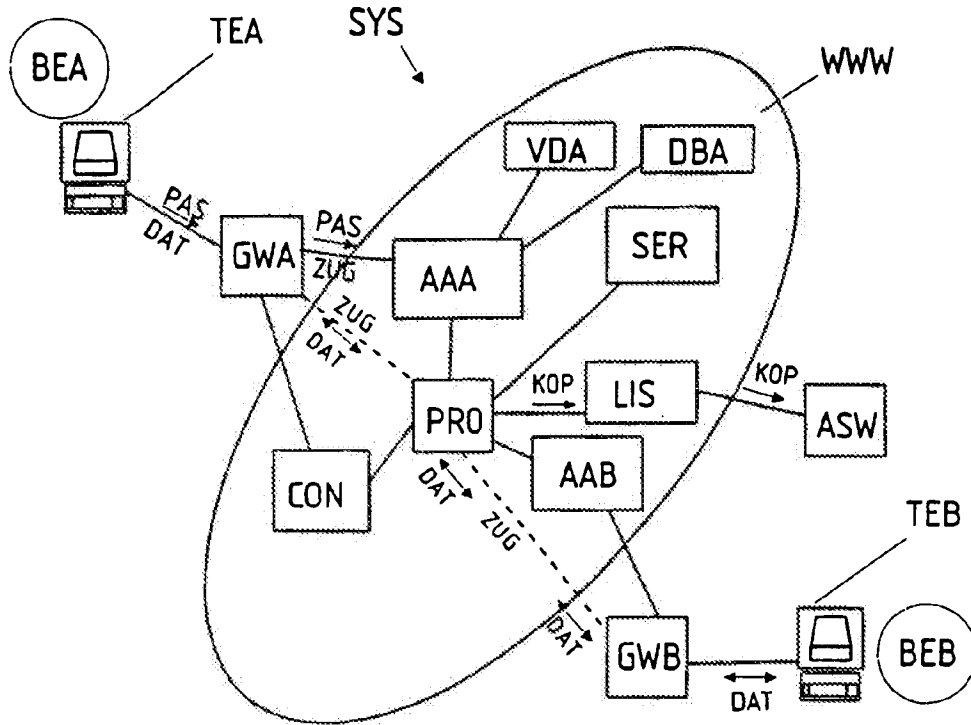 SYS
TEA
BEA
WWW
VDA
DBA
PAS
DAT
GWA
PAS
ZUG
AAA
SER
ZUG
DAT
PRO
KOP
LIS
KOP
ASW
CON
AAB
DAT
ZUG
TEB
DAT
GWB
DAT
BEB